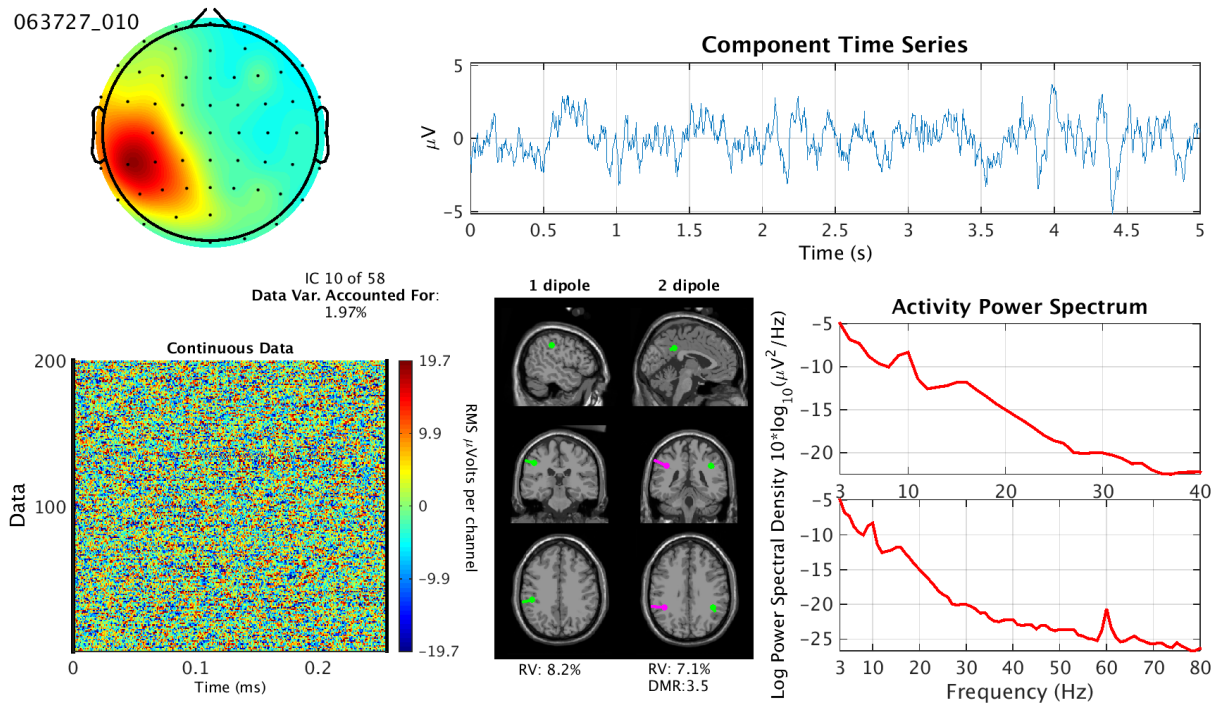 063727_010
Component Time Series
μV
5
0
-5
0 0.5 1 1.5 2 2.5 3 3.5 4 4.5 5
Time (s)
IC 10 of 58
Data Var. Accounted For:
1.97%
Continuous Data
Data
200
100
0 0.1 0.2
Time (ms)
19.7
9.9
0
-9.9
-19.7
RMS μVolts per channel
1 dipole
2 dipole
RV: 8.2%
RV: 7.1%
DMR:3.5
Activity Power Spectrum
Log Power Spectral Density 10*log10(μV2/Hz)
-5
-10
-15
-20
3 10 20 30 40
-5
-10
-15
-20
-25
3 10 20 30 40 50 60 70 80
Frequency (Hz)